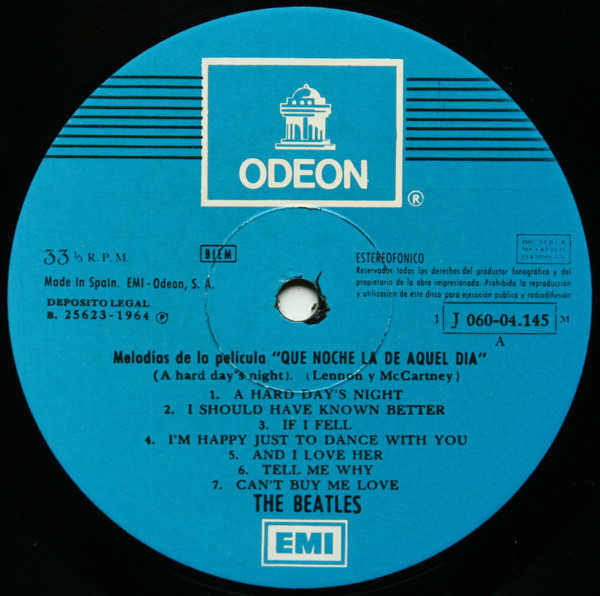 ODEON
®
33 ⅓ R. P. M.
BIEM
ESTEREOFONICO
Made in Spain. EMI-Odeon, S. A.
Reservados todos los derechos del productor fonográfico y del
propietario de la obra impresionada. Prohibida la reproducción
y utilización de este disco para ejecución publica y radiodifusión
DEPOSITO LEGAL
B. 25623-1964 Ⓟ
1 J 060-04.145 M
A
Melodías de la película "QUE NOCHE LA DE AQUEL DIA"
(A hard day's night). (Lennon y McCartney)
1. A HARD DAY'S NIGHT
2. I SHOULD HAVE KNOWN BETTER
3. IF I FELL
4. I'M HAPPY JUST TO DANCE WITH YOU
5. AND I LOVE HER
6. TELL ME WHY
7. CAN'T BUY ME LOVE
THE BEATLES
EMI